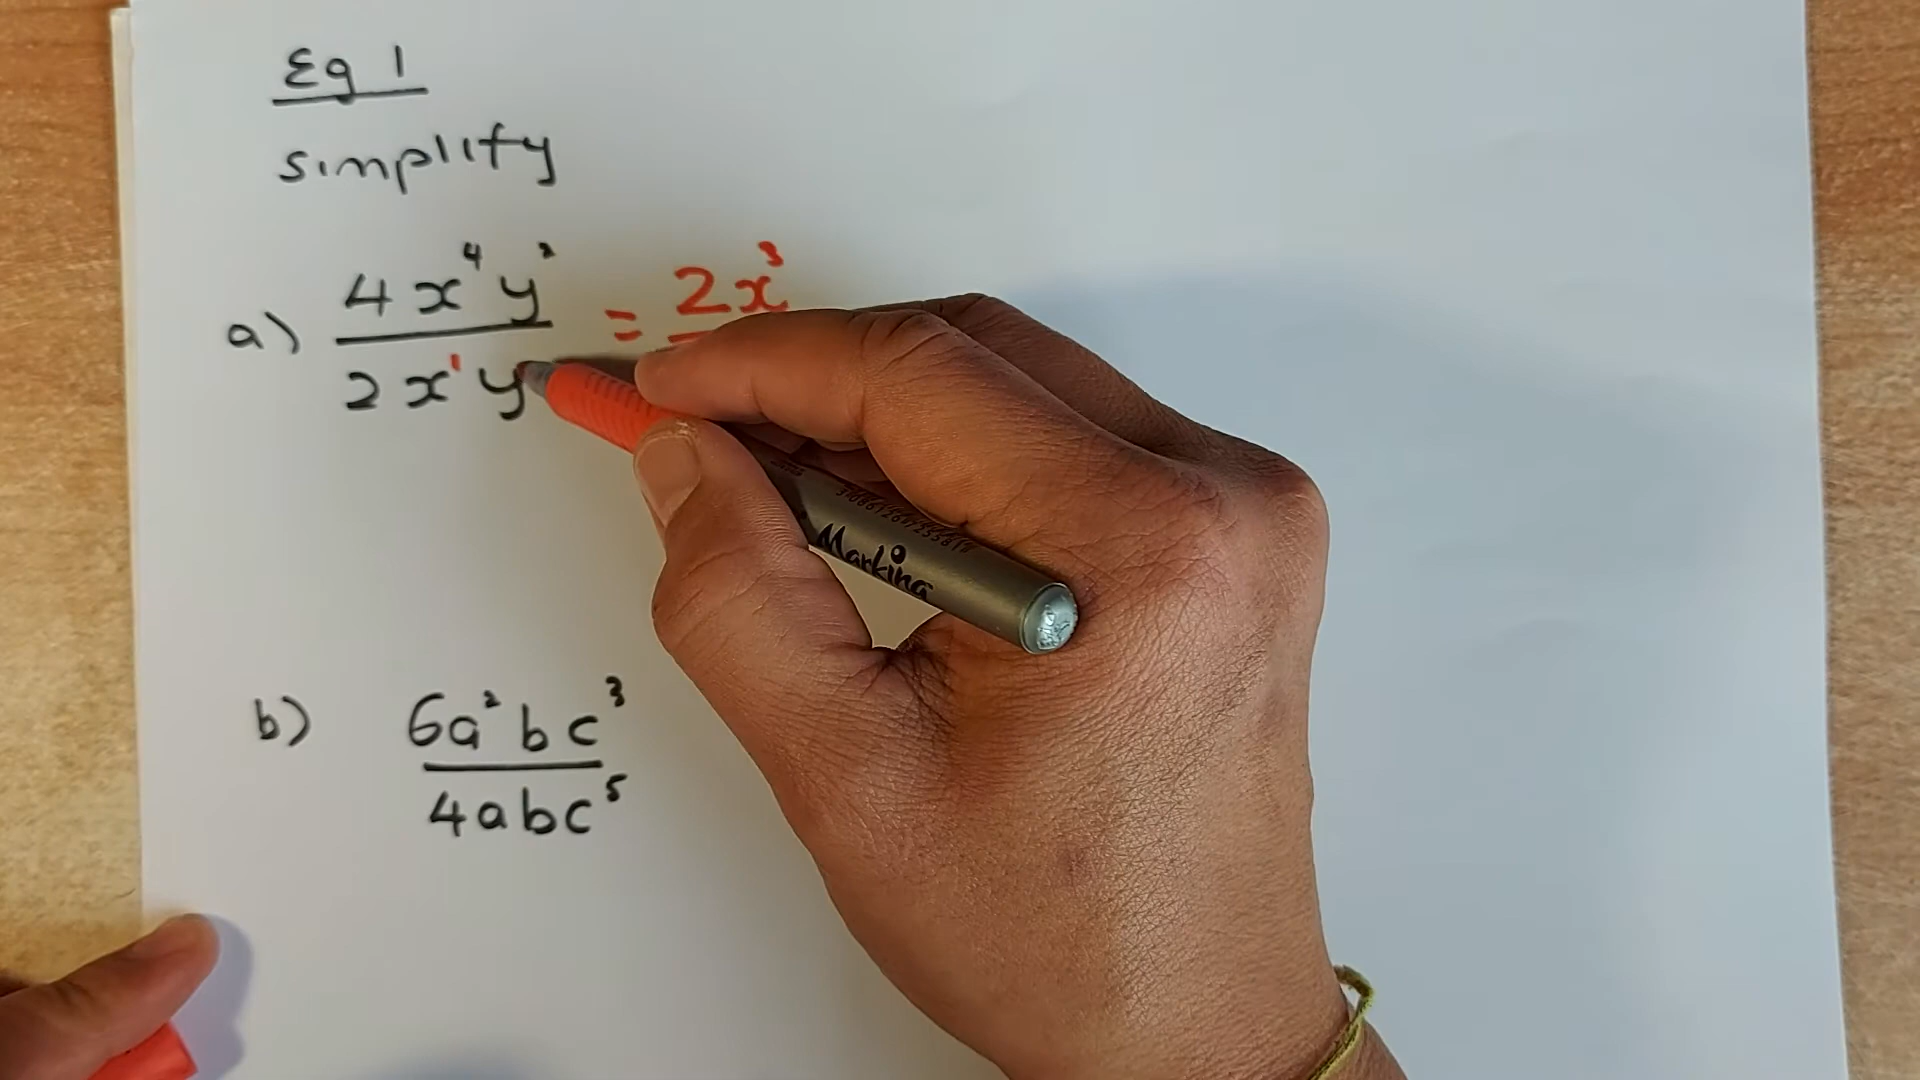 Eg 1
Simplify
a) 4x⁴y² / 2x¹y = 2x³
Marking
b) 6a²bc³ / 4abc⁵